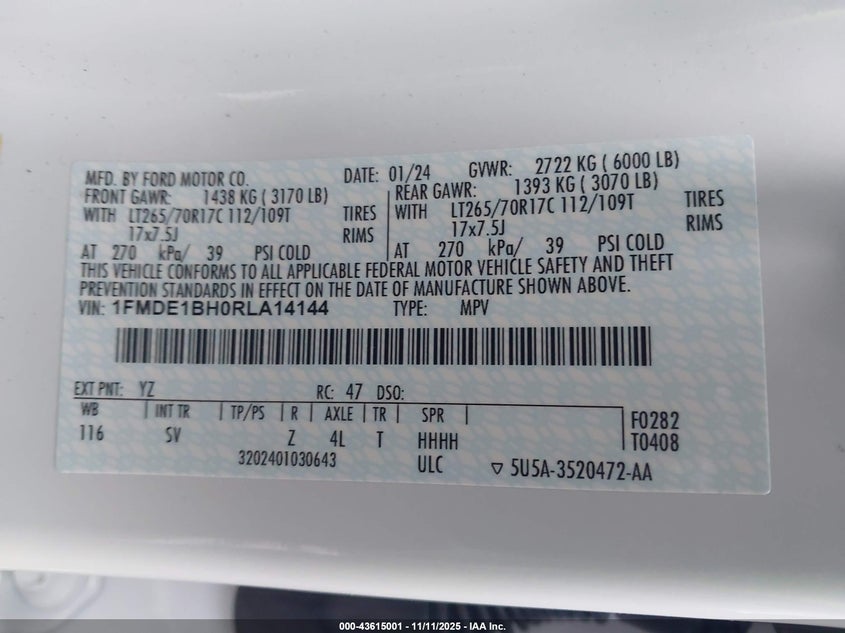 MFD. BY FORD MOTOR CO. DATE: 01/24 GVWR: 2722 KG ( 6000 LB)
FRONT GAWR: 1438 KG ( 3170 LB) REAR GAWR: 1393 KG ( 3070 LB)
WITH LT265/70R17C 112/109T TIRES WITH LT265/70R17C 112/109T TIRES
17x7.5J RIMS 17x7.5J RIMS
AT 270 kPa/ 39 PSI COLD AT 270 kPa/ 39 PSI COLD
THIS VEHICLE CONFORMS TO ALL APPLICABLE FEDERAL MOTOR VEHICLE SAFETY AND THEFT
PREVENTION STANDARDS IN EFFECT ON THE DATE OF MANUFACTURE SHOWN ABOVE.
VIN: 1FMDE1BH0RLA14144 TYPE: MPV
EXT PNT: YZ RC: 47 DSO:
WB INT TR TP/PS R AXLE TR SPR F0282
116 SV Z 4L T HHHH T0408
3202401030643 ULC ▽ 5U5A-3520472-AA
000-43615001 - 11/11/2025 - IAA Inc.